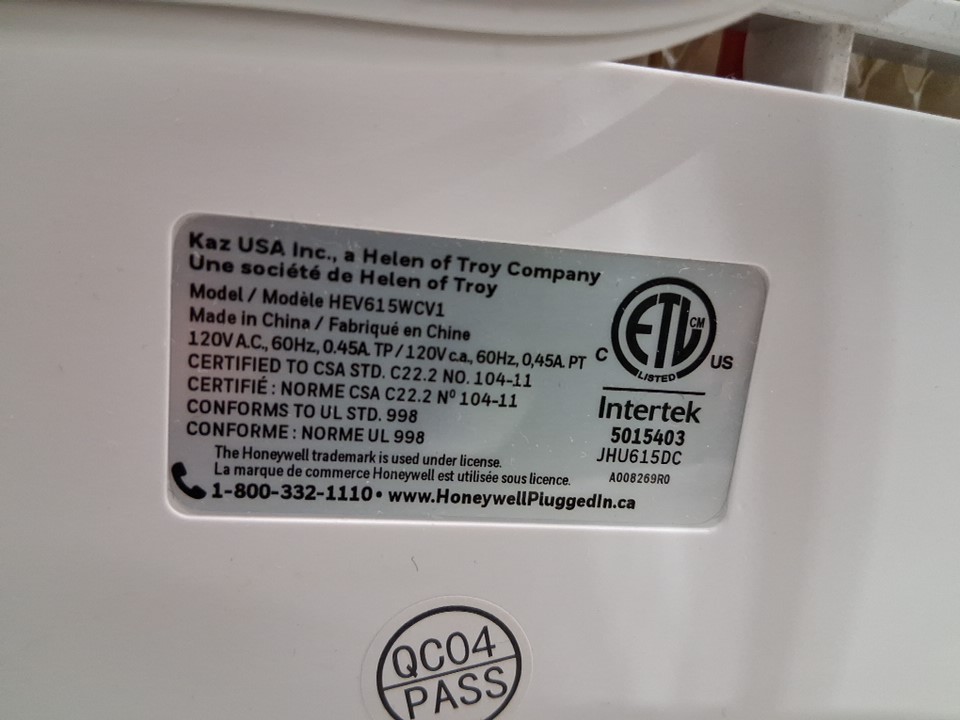 Kaz USA Inc., a Helen of Troy Company
Une société de Helen of Troy
Model / Modèle HEV615WCV1
Made in China / Fabriqué en Chine
120V A.C., 60Hz, 0.45A. TP / 120V c.a., 60Hz, 0,45A. PT
CERTIFIED TO CSA STD. C22.2 NO. 104-11
CERTIFIÉ : NORME CSA C22.2 Nº 104-11
CONFORMS TO UL STD. 998
CONFORME : NORME UL 998
The Honeywell trademark is used under license.
La marque de commerce Honeywell est utilisée sous licence.
1-800-332-1110 • www.HoneywellPluggedIn.ca
ETL CM
C US
LISTED
Intertek
5015403
JHU615DC
A008269R0
QC04
PASS